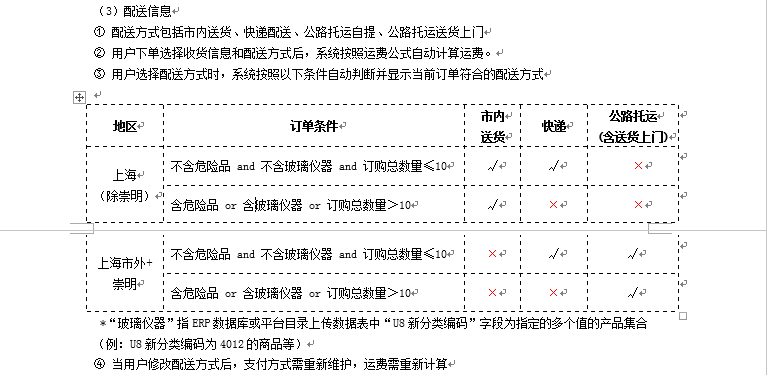 （3）配送信息
① 配送方式包括市内送货、快递配送、公路托运自提、公路托运送货上门
② 用户下单选择收货信息和配送方式后，系统按照运费公式自动计算运费。
③ 用户选择配送方式时，系统按照以下条件自动判断并显示当前订单符合的配送方式
地区 订单条件 市内送货 快递 公路托运(含送货上门)
上海（除崇明） 不含危险品 and 不含玻璃仪器 and 订购总数量≤10 √ √ ×
含危险品 or 含玻璃仪器 or 订购总数量＞10 √ × ×
上海市外+崇明 不含危险品 and 不含玻璃仪器 and 订购总数量≤10 × √ √
含危险品 or 含玻璃仪器 or 订购总数量＞10 × × √
*“玻璃仪器”指 ERP 数据库或平台目录上传数据表中“U8 新分类编码”字段为指定的多个值的产品集合
（例：U8 新分类编码为 4012 的商品等）
④ 当用户修改配送方式后，支付方式需重新维护，运费需重新计算